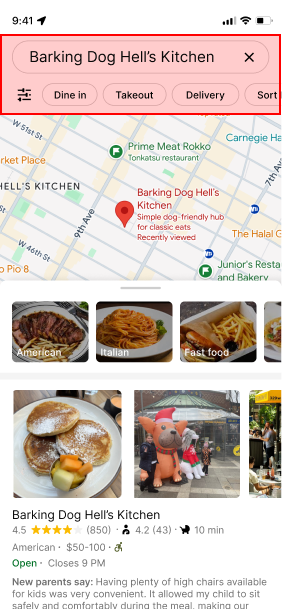 9:41
Barking Dog Hell's Kitchen
Dine in
Takeout
Delivery
Sort
W 51st St
Prime Meat Rokko
Tonkatsu restaurant
Carnegie Ha
rket Place
HELL'S KITCHEN
Barking Dog Hell's
Kitchen
Simple dog-friendly hub
for classic eats
Recently viewed
7th Av
9th Ave
W 46th St
The Halal G
o Pio 8
Junior's Resta
and Bakery
American
Italian
Fast food
Barking Dog Hell's Kitchen
4.5 (850) · 4.2 (43) · 10 min
American · $50-100 ·
Open · Closes 9 PM
New parents say: Having plenty of high chairs available
for kids was very convenient. It allowed my child to sit
safely and comfortably during the meal, making our